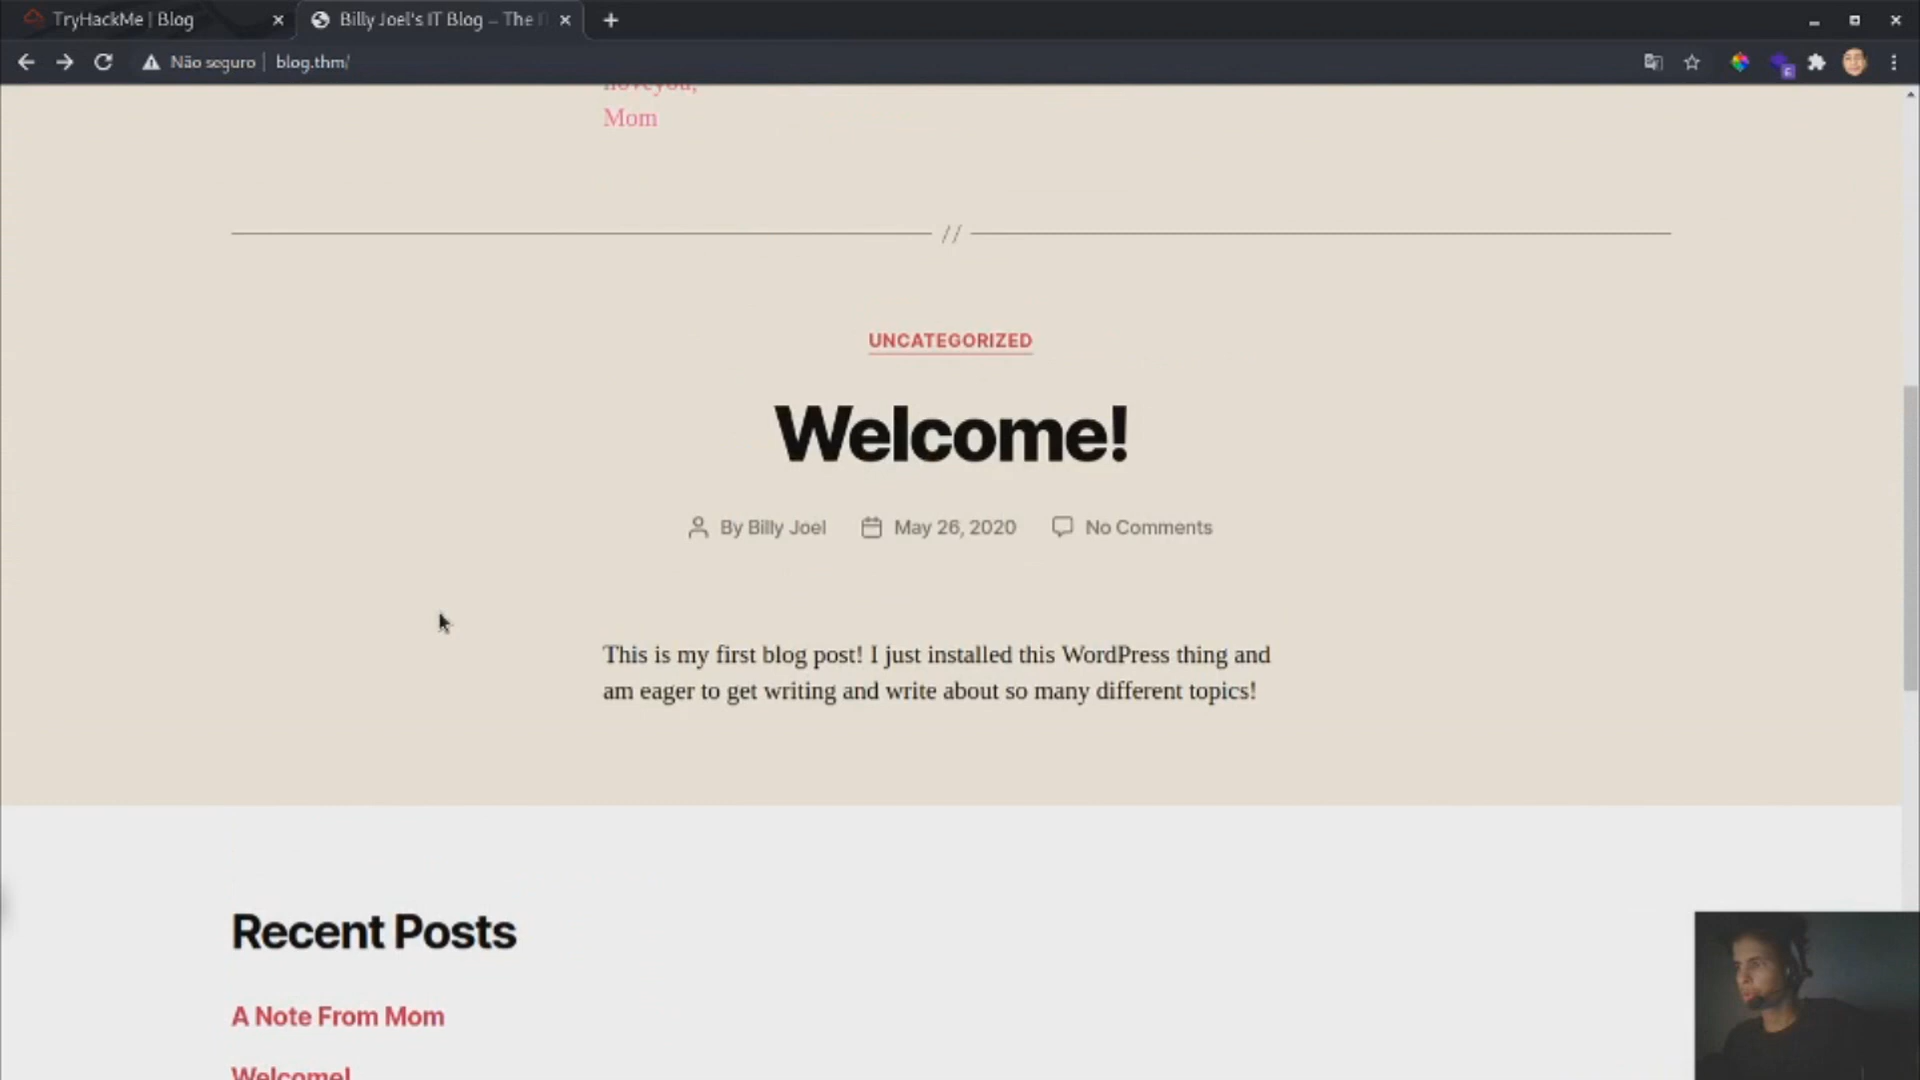 TryHackMe | Blog
Billy Joel's IT Blog – The
Não seguro | blog.thm/
iloveyou,
Mom
//
UNCATEGORIZED
Welcome!
By Billy Joel May 26, 2020 No Comments
This is my first blog post! I just installed this WordPress thing and
am eager to get writing and write about so many different topics!
Recent Posts
A Note From Mom
Welcome!